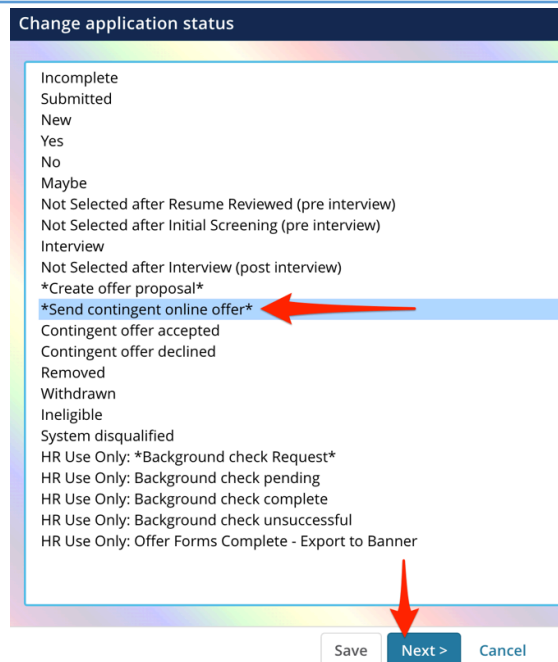 Change application status
Incomplete
Submitted
New
Yes
No
Maybe
Not Selected after Resume Reviewed (pre interview)
Not Selected after Initial Screening (pre interview)
Interview
Not Selected after Interview (post interview)
*Create offer proposal*
*Send contingent online offer*
Contingent offer accepted
Contingent offer declined
Removed
Withdrawn
Ineligible
System disqualified
HR Use Only: *Background check Request*
HR Use Only: Background check pending
HR Use Only: Background check complete
HR Use Only: Background check unsuccessful
HR Use Only: Offer Forms Complete - Export to Banner
Save Next > Cancel